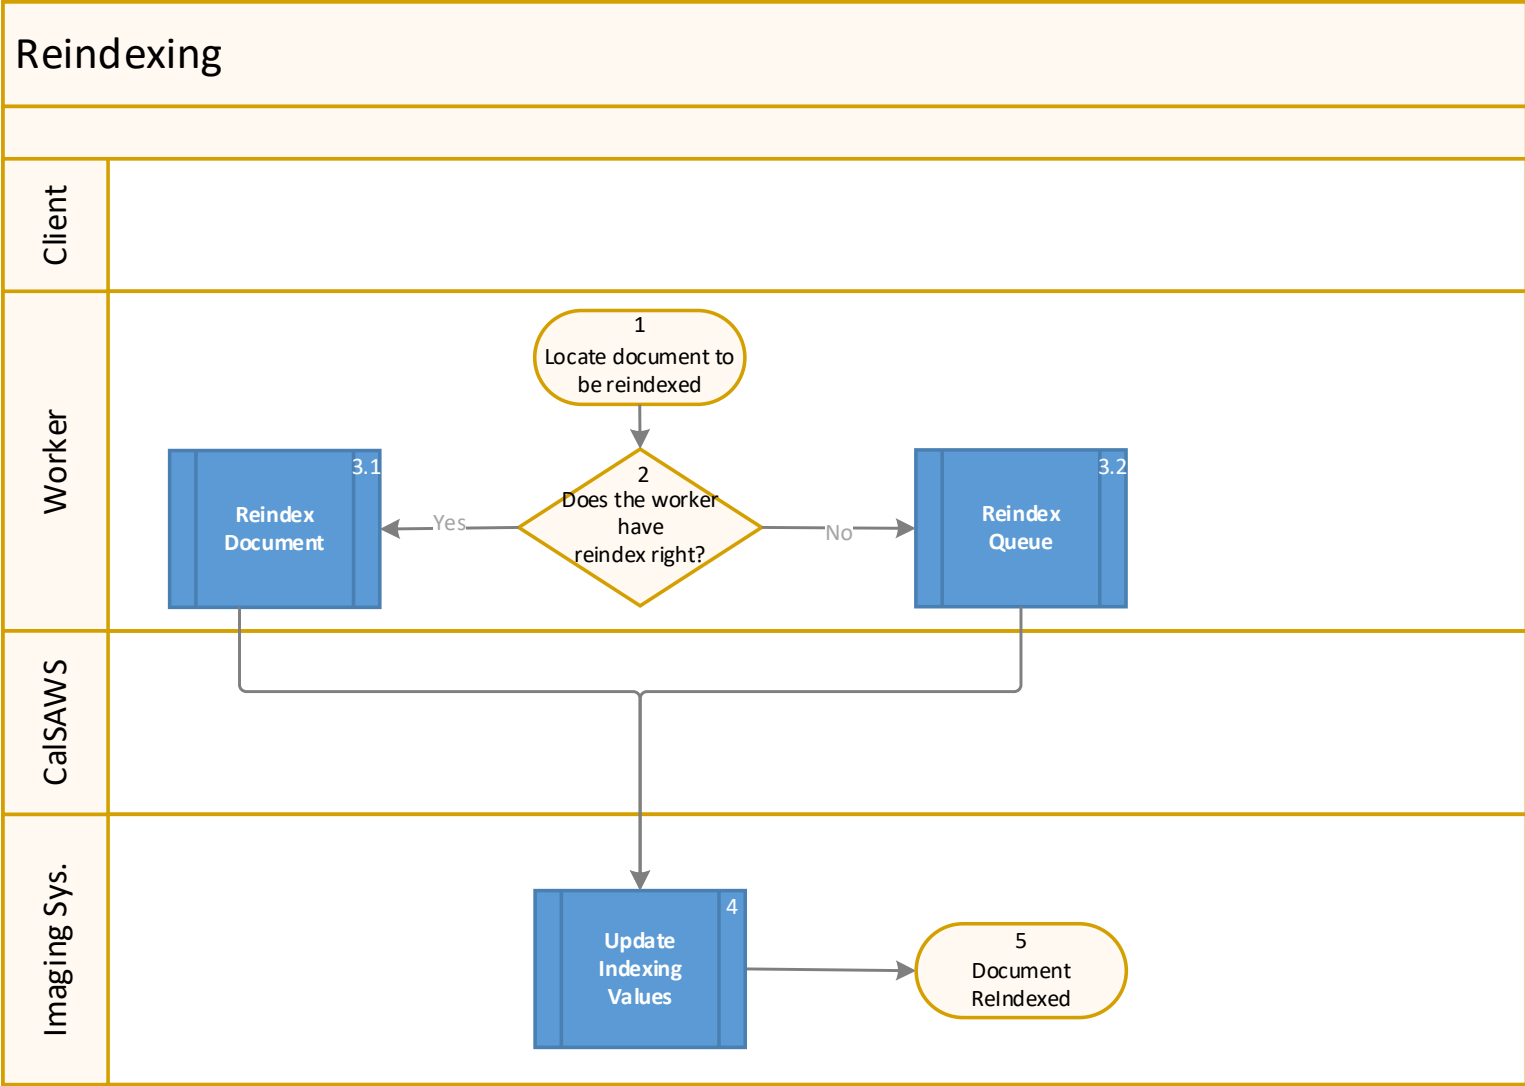 Reindexing
Client
Worker
1
Locate document to
be reindexed
3.1
Reindex
Document
Yes
2
Does the worker
have
reindex right?
No
3.2
Reindex
Queue
CalSAWS
Imaging Sys.
4
Update
Indexing
Values
5
Document
ReIndexed